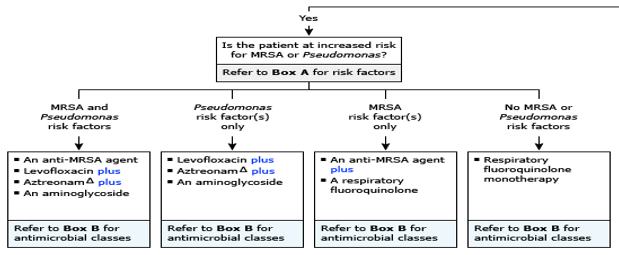 Yes
Is the patient at increased risk
for MRSA or Pseudomonas?
Refer to Box A for risk factors
MRSA and
Pseudomonas
risk factors
▪ An anti-MRSA agent
▪ Levofloxacin plus
▪ Aztreonam Δ plus
▪ An aminoglycoside
Refer to Box B for
antimicrobial classes
Pseudomonas
risk factor(s)
only
▪ Levofloxacin plus
▪ Aztreonam Δ plus
▪ An aminoglycoside
Refer to Box B for
antimicrobial classes
MRSA
risk factor(s)
only
▪ An anti-MRSA agent
plus
▪ A respiratory
fluoroquinolone
Refer to Box B for
antimicrobial classes
No MRSA or
Pseudomonas
risk factors
▪ Respiratory
fluoroquinolone
monotherapy
Refer to Box B for
antimicrobial classes